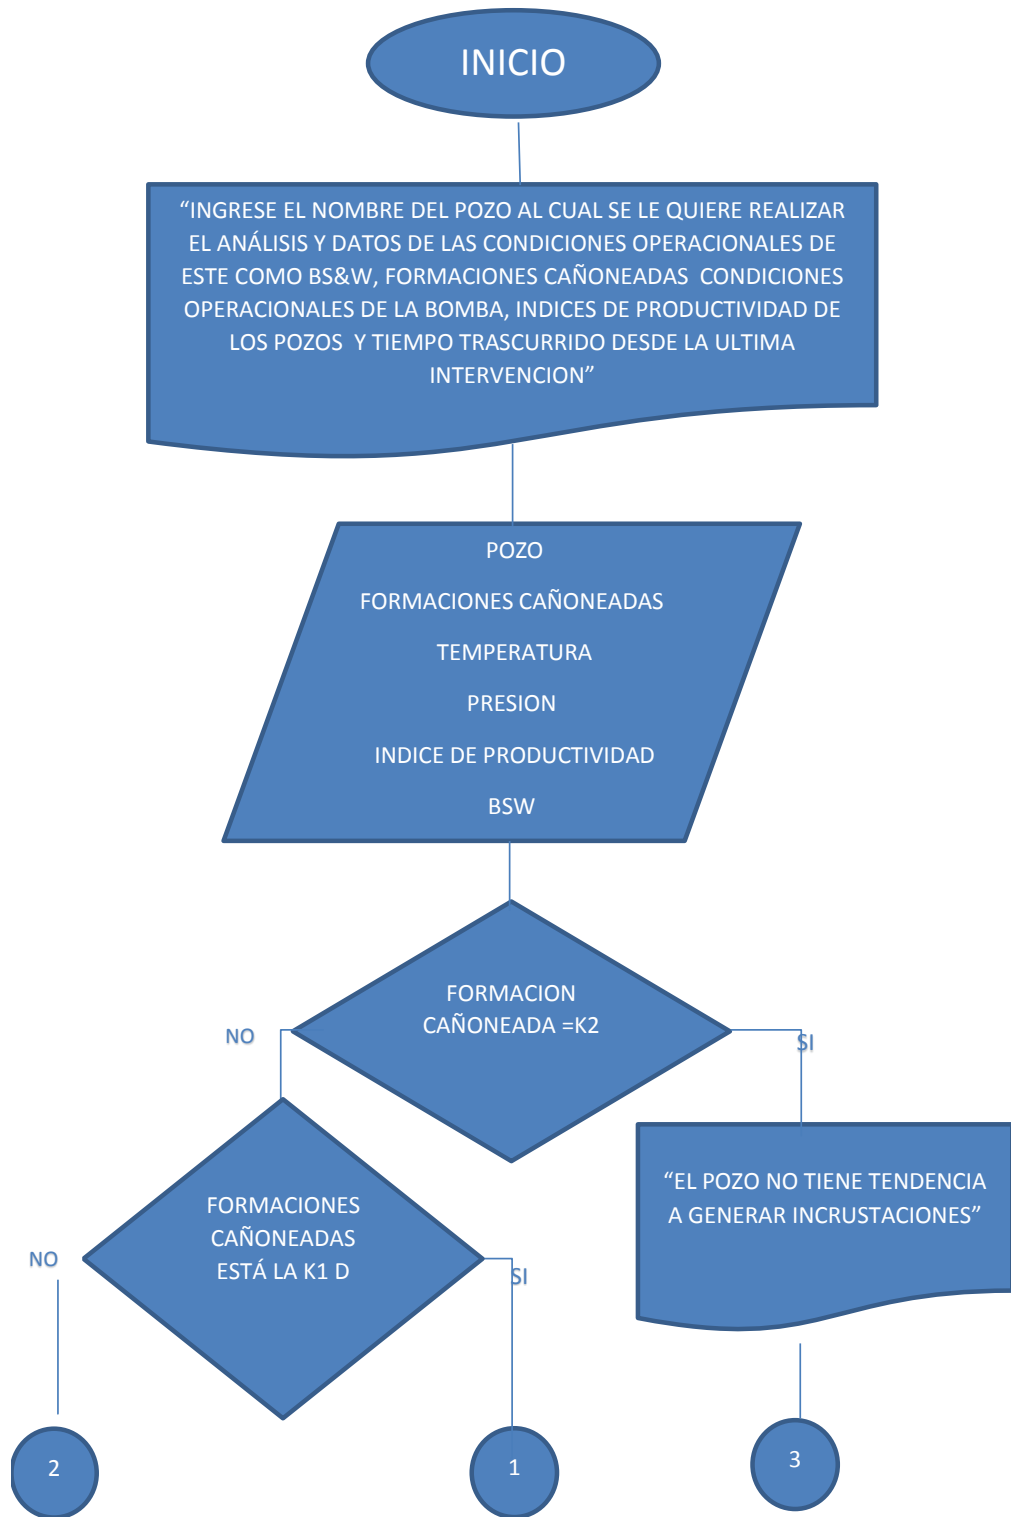 INICIO
“INGRESE EL NOMBRE DEL POZO AL CUAL SE LE QUIERE REALIZAR
EL ANÁLISIS Y DATOS DE LAS CONDICIONES OPERACIONALES DE
ESTE COMO BS&W, FORMACIONES CAÑONEADAS  CONDICIONES
OPERACIONALES DE LA BOMBA, INDICES DE PRODUCTIVIDAD DE
LOS POZOS  Y TIEMPO TRASCURRIDO DESDE LA ULTIMA
INTERVENCION”
POZO
FORMACIONES CAÑONEADAS
TEMPERATURA
PRESION
INDICE DE PRODUCTIVIDAD
BSW
FORMACION
CAÑONEADA =K2
NO
SI
FORMACIONES
CAÑONEADAS
ESTÁ LA K1 D
NO
SI
“EL POZO NO TIENE TENDENCIA
A GENERAR INCRUSTACIONES”
2
1
3